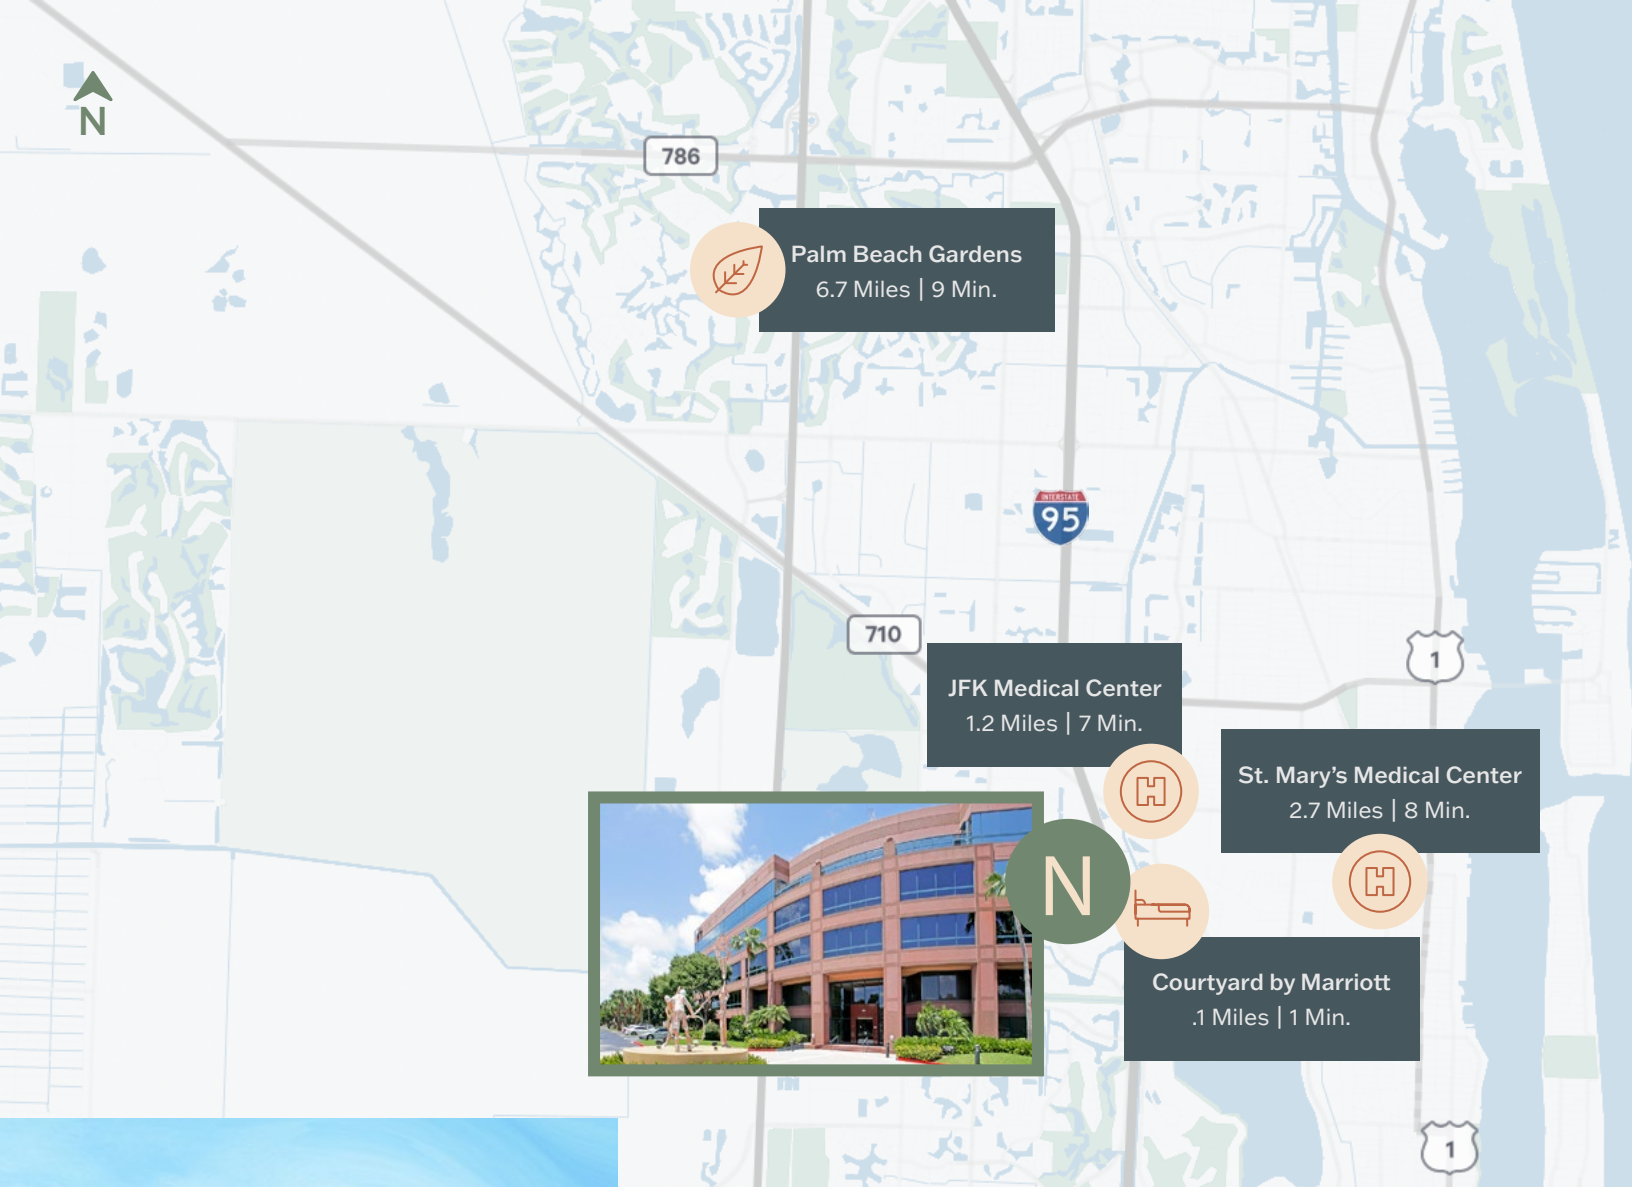 N
786
Palm Beach Gardens
6.7 Miles | 9 Min.
INTERSTATE
95
710
1
JFK Medical Center
1.2 Miles | 7 Min.
St. Mary’s Medical Center
2.7 Miles | 8 Min.
H
H
N
Courtyard by Marriott
.1 Miles | 1 Min.
1